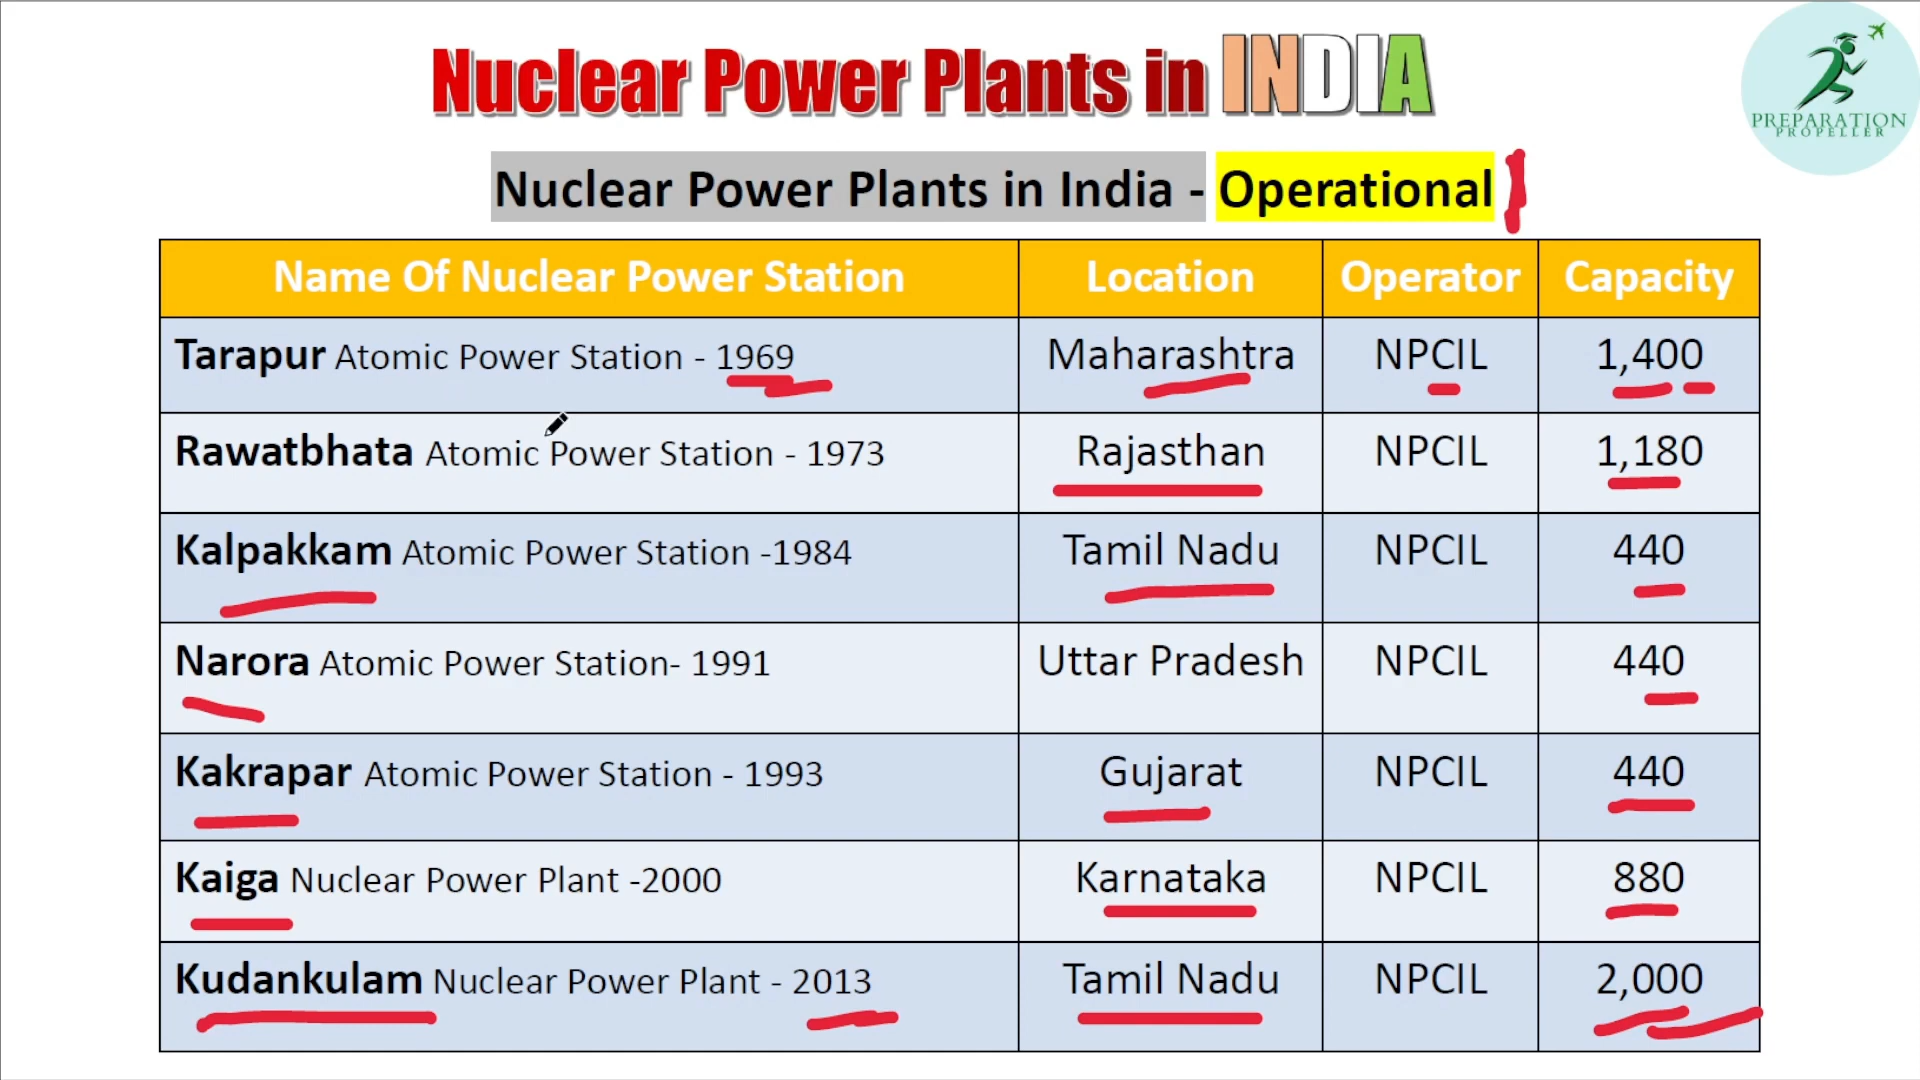 Nuclear Power Plants in INDIA
PREPARATION
PROPELLER
Nuclear Power Plants in India - Operational
Name Of Nuclear Power Station Location Operator Capacity
Tarapur Atomic Power Station - 1969 Maharashtra NPCIL 1,400
Rawatbhata Atomic Power Station - 1973 Rajasthan NPCIL 1,180
Kalpakkam Atomic Power Station -1984 Tamil Nadu NPCIL 440
Narora Atomic Power Station- 1991 Uttar Pradesh NPCIL 440
Kakrapar Atomic Power Station - 1993 Gujarat NPCIL 440
Kaiga Nuclear Power Plant -2000 Karnataka NPCIL 880
Kudankulam Nuclear Power Plant - 2013 Tamil Nadu NPCIL 2,000